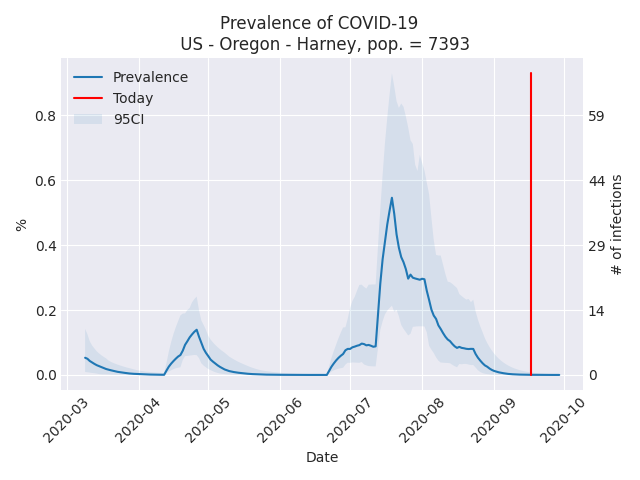 Prevalence of COVID-19
US - Oregon - Harney, pop. = 7393
Prevalence
Today
95CI
0.8
0.6
0.4
0.2
0.0
%
59
44
29
14
0
# of infections
2020-03
2020-04
2020-05
2020-06
2020-07
2020-08
2020-09
2020-10
Date